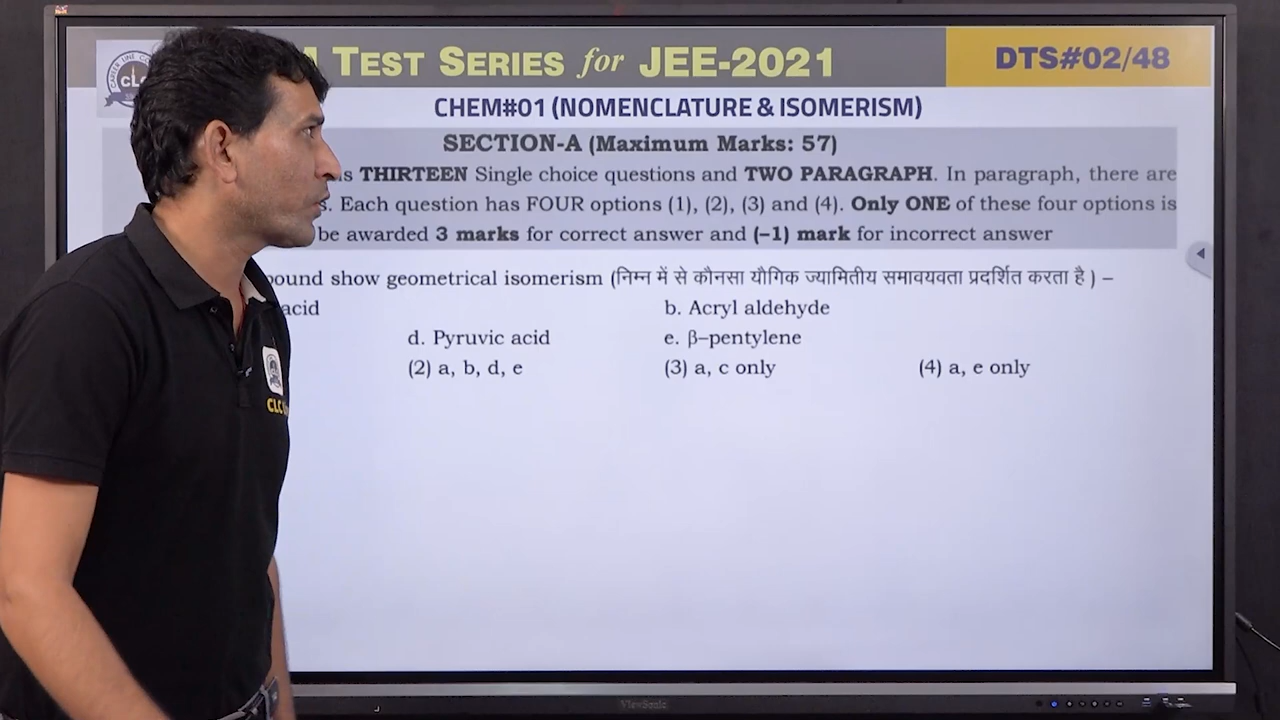 TEST SERIES for JEE-2021
DTS#02/48
CHEM#01 (NOMENCLATURE & ISOMERISM)
SECTION-A (Maximum Marks: 57)
THIRTEEN Single choice questions and TWO PARAGRAPH. In paragraph, there are
Each question has FOUR options (1), (2), (3) and (4). Only ONE of these four options is
be awarded 3 marks for correct answer and (–1) mark for incorrect answer
show geometrical isomerism (निम्न में से कौनसा यौगिक ज्यामितीय समावयवता प्रदर्शित करता है ) –
acid
b. Acryl aldehyde
d. Pyruvic acid
e. β–pentylene
(2) a, b, d, e
(3) a, c only
(4) a, e only
CLC
ViewSonic